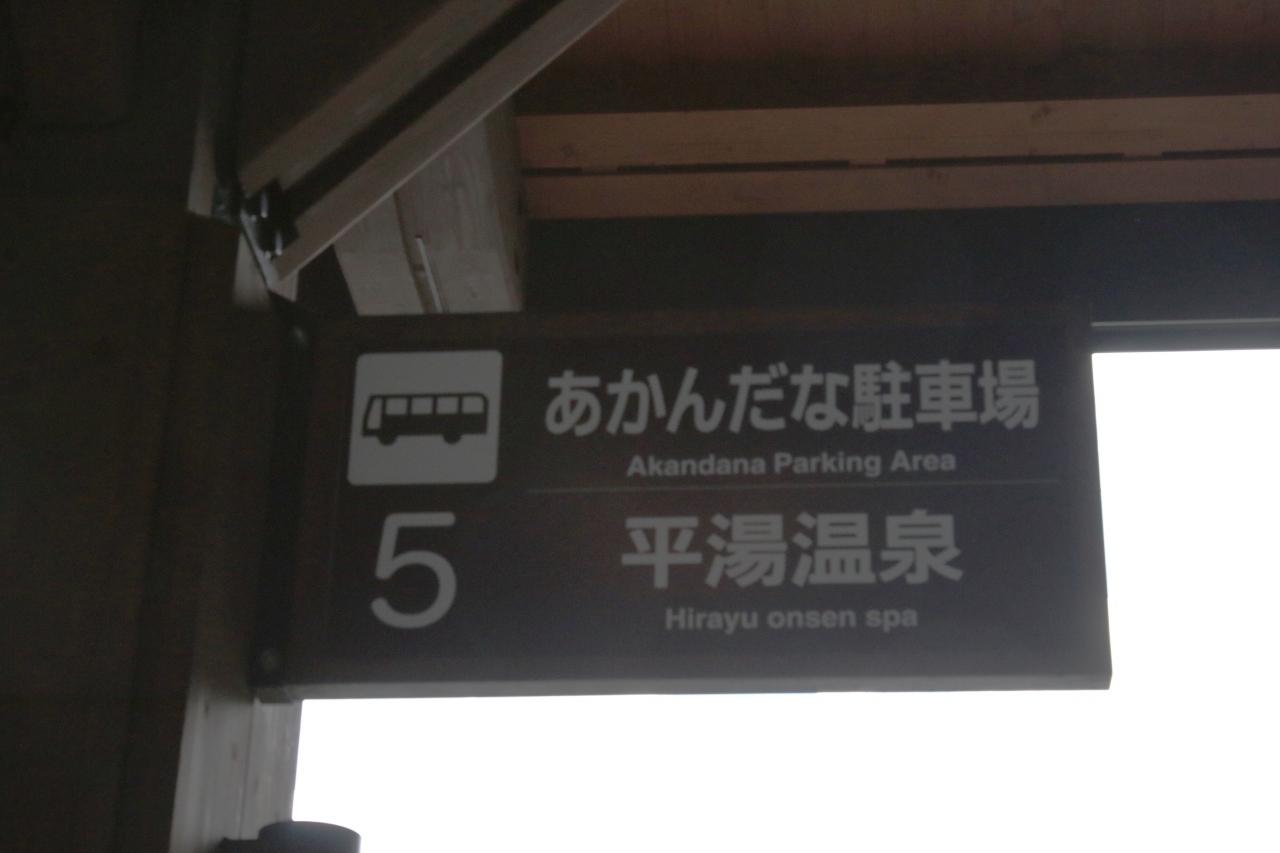 あかんだな駐車場
Akandana Parking Area
5
平湯温泉
Hirayu onsen spa